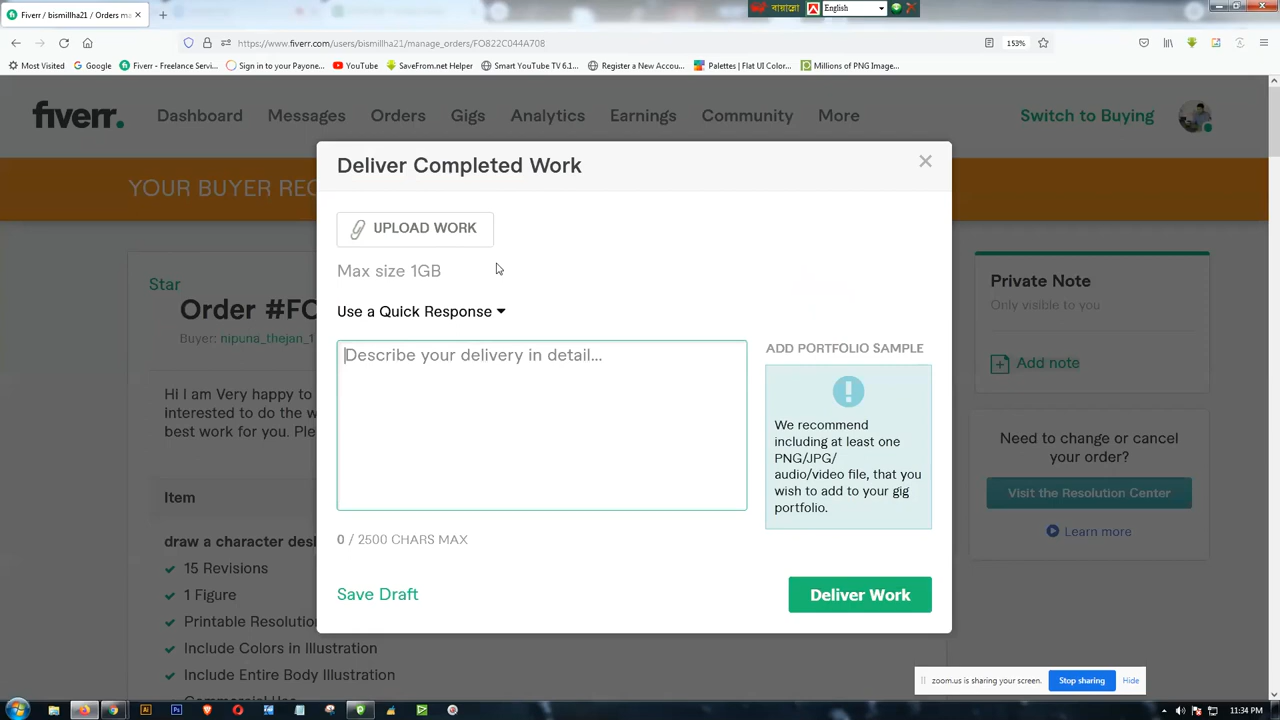 বায়ান্নো
English
Fiverr / bismillha21 / Orders ma
https://www.fiverr.com/users/bismillha21/manage_orders/FO822C044A708
153%
Most Visited
Google
Fiverr - Freelance Servi...
Sign in to your Payone...
YouTube
SaveFrom.net Helper
Smart YouTube TV 6.1...
Register a New Accou...
Palettes | Flat UI Color...
Millions of PNG Image...
fiverr.
Dashboard
Messages
Orders
Gigs
Analytics
Earnings
Community
More
Switch to Buying
YOUR BUYER REC
Deliver Completed Work
UPLOAD WORK
Max size 1GB
Use a Quick Response
Describe your delivery in detail...
0 / 2500 CHARS MAX
ADD PORTFOLIO SAMPLE
We recommend
including at least one
PNG/JPG/
audio/video file, that you
wish to add to your gig
portfolio.
Save Draft
Deliver Work
Star
Order #FO
Buyer: nipuna_thejan_1
Hi I am Very happy to
interested to do the w
best work for you. Ple
Item
draw a character desi
15 Revisions
1 Figure
Printable Resolution
Include Colors in Illustration
Include Entire Body Illustration
Private Note
Only visible to you
Add note
Need to change or cancel
your order?
Visit the Resolution Center
Learn more
zoom.us is sharing your screen.
Stop sharing
Hide
11:34 PM